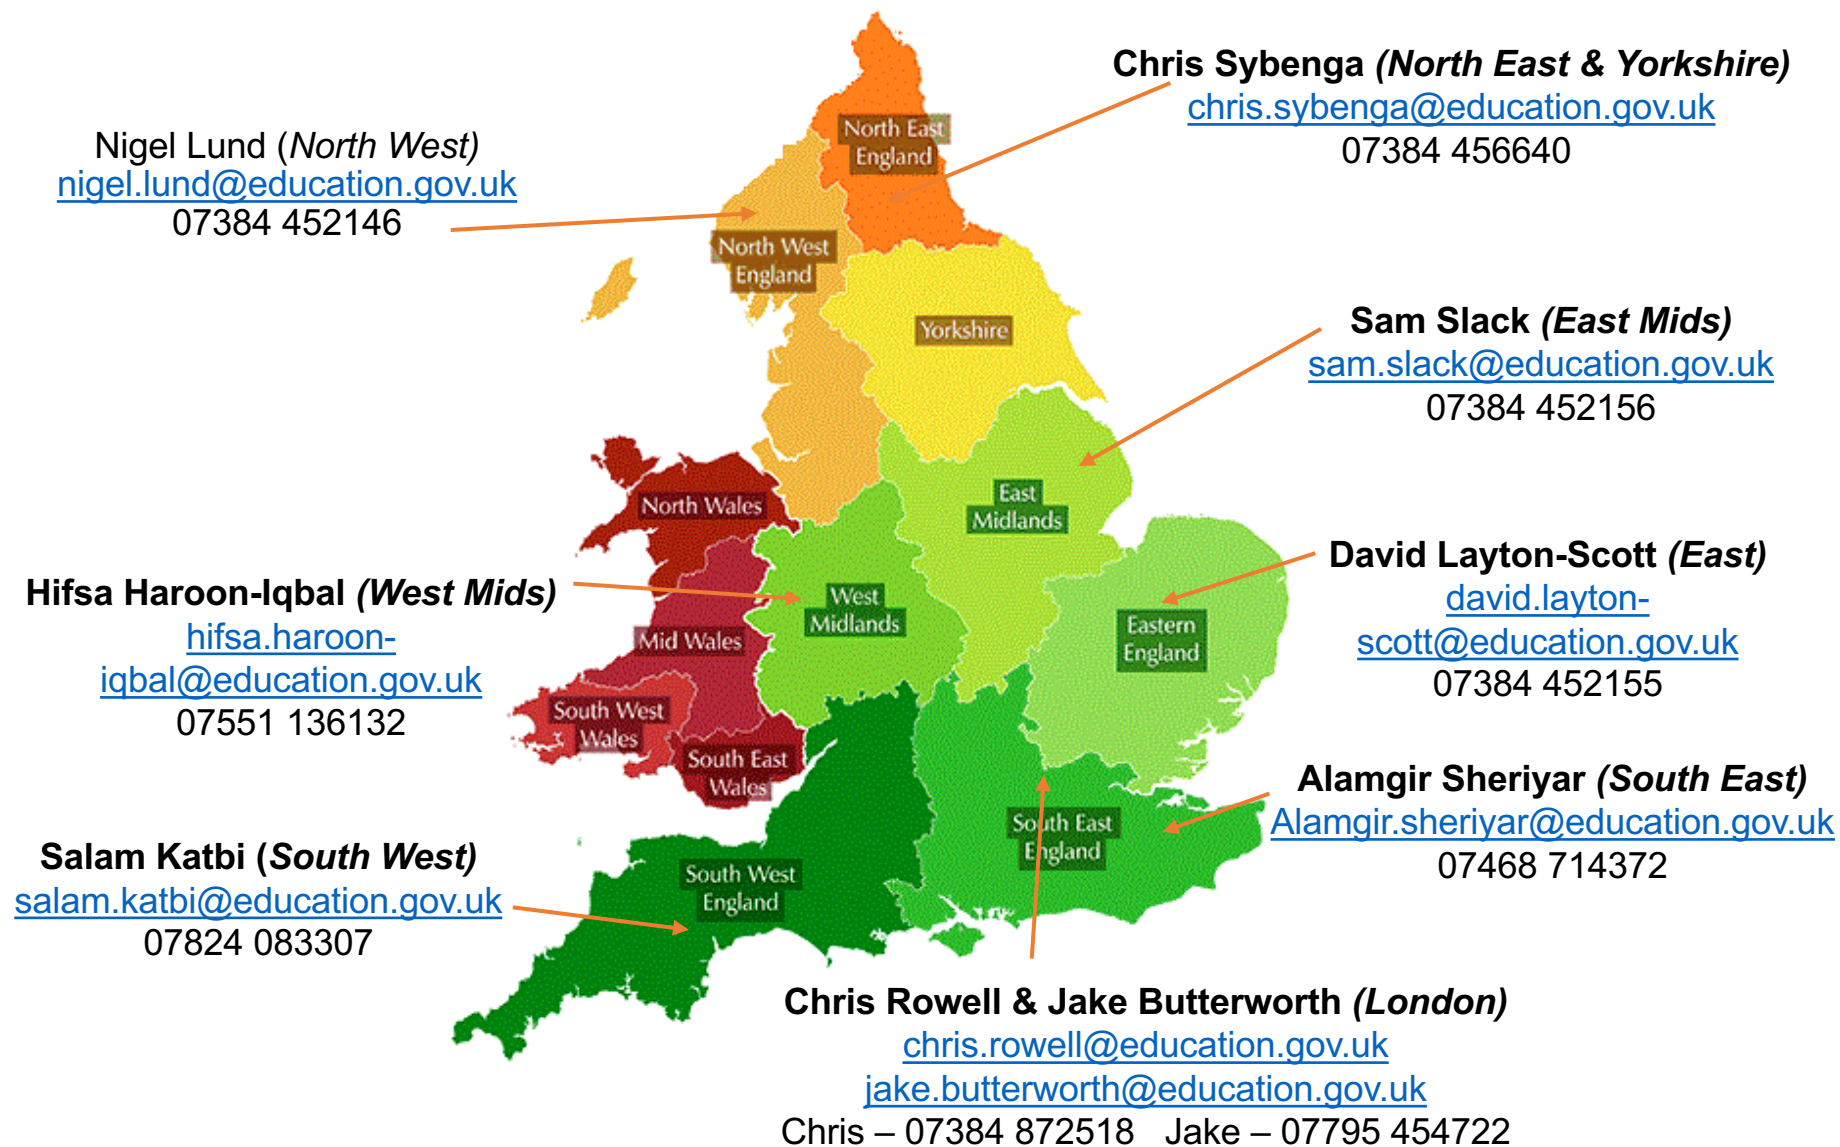 Chris Sybenga (North East & Yorkshire)
chris.sybenga@education.gov.uk
07384 456640
Nigel Lund (North West)
nigel.lund@education.gov.uk
07384 452146
North East
England
North West
England
Yorkshire
Sam Slack (East Mids)
sam.slack@education.gov.uk
07384 452156
North Wales
East
Midlands
David Layton-Scott (East)
david.layton-
scott@education.gov.uk
07384 452155
Hifsa Haroon-Iqbal (West Mids)
hifsa.haroon-
iqbal@education.gov.uk
07551 136132
West
Midlands
Mid Wales
Eastern
England
South West
Wales
South East
Wales
Alamgir Sheriyar (South East)
Alamgir.sheriyar@education.gov.uk
07468 714372
South East
England
Salam Katbi (South West)
salam.katbi@education.gov.uk
07824 083307
South West
England
Chris Rowell & Jake Butterworth (London)
chris.rowell@education.gov.uk
jake.butterworth@education.gov.uk
Chris – 07384 872518 Jake – 07795 454722